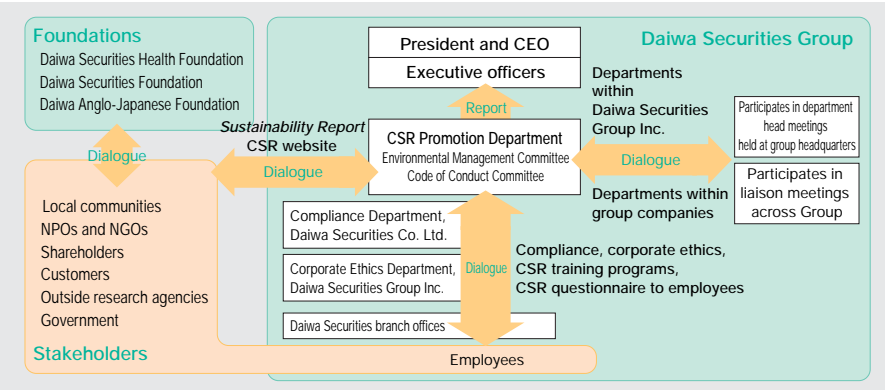 Foundations
Daiwa Securities Health Foundation
Daiwa Securities Foundation
Daiwa Anglo-Japanese Foundation
Dialogue
Local communities
NPOs and NGOs
Shareholders
Customers
Outside research agencies
Government
Stakeholders
Employees
Sustainability Report
CSR website
Dialogue
Daiwa Securities Group
President and CEO
Executive officers
Report
CSR Promotion Department
Environmental Management Committee
Code of Conduct Committee
Departments
within
Daiwa Securities
Group Inc.
Dialogue
Departments within
group companies
Participates in department
head meetings
held at group headquarters
Participates in
liaison meetings
across Group
Compliance Department,
Daiwa Securities Co. Ltd.
Corporate Ethics Department,
Daiwa Securities Group Inc.
Daiwa Securities branch offices
Dialogue
Compliance, corporate ethics,
CSR training programs,
CSR questionnaire to employees